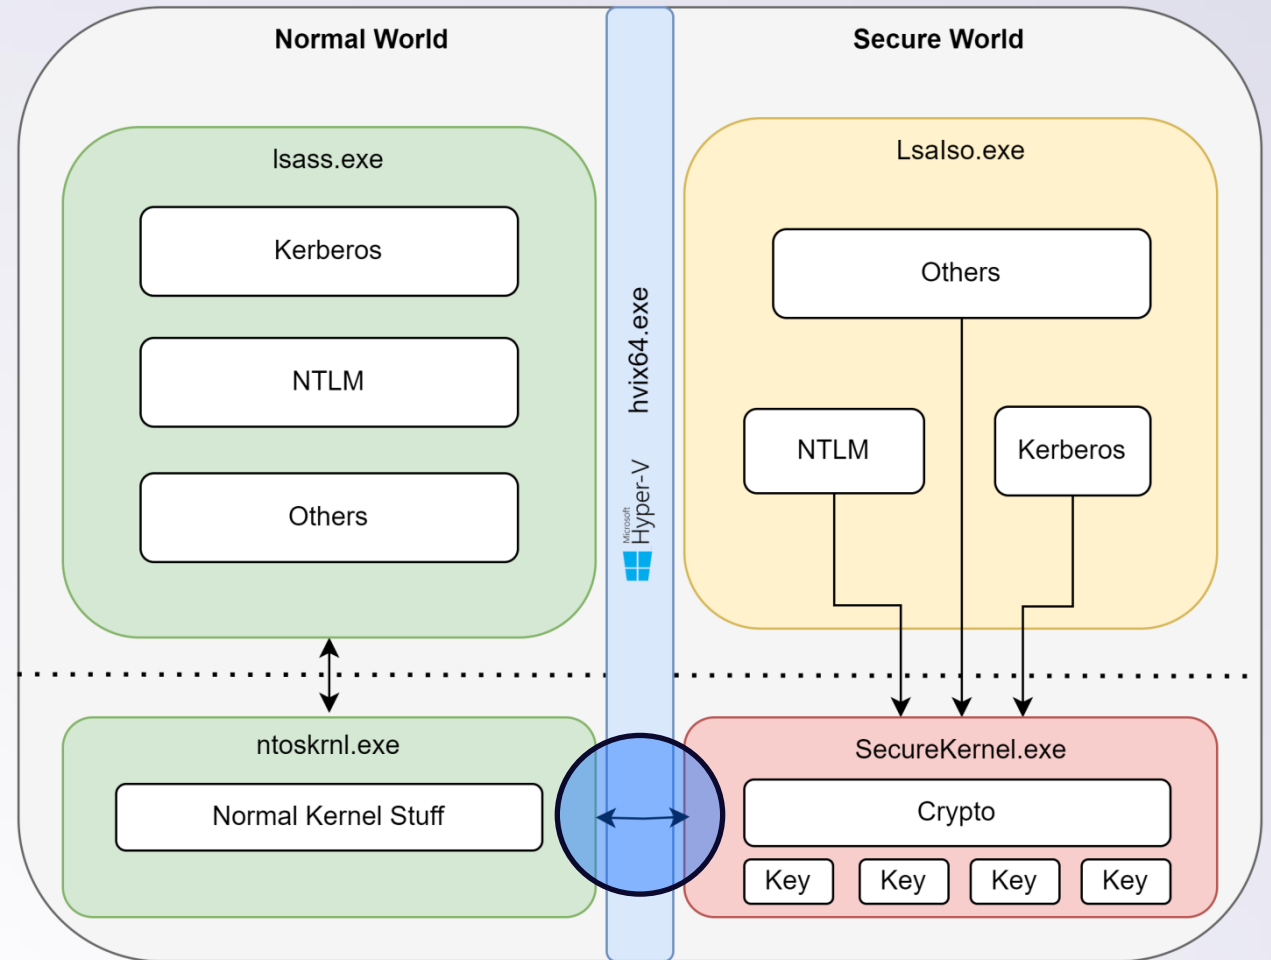 Normal World
Secure World
lsass.exe
Kerberos
NTLM
Others
hvix64.exe
Microsoft
Hyper-V
LsaIso.exe
Others
NTLM
Kerberos
ntoskrnl.exe
Normal Kernel Stuff
SecureKernel.exe
Crypto
Key
Key
Key
Key